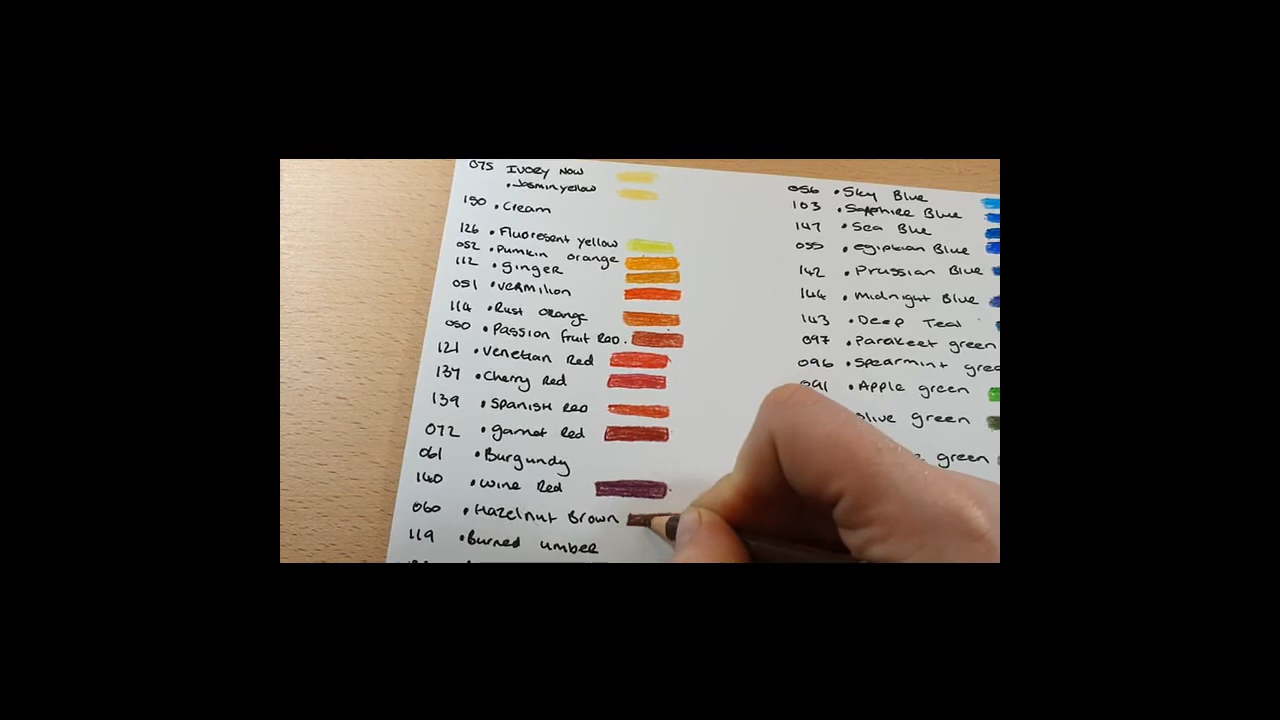 075 Ivory Now
• Jasminyellow
150 • Cream
126 • Fluoresent yellow
052 • Pumkin orange
112 • Ginger
051 • Vermilion
114 • Rust orange
050 • Passion fruit Red.
121 • Venetian Red
137 • Cherry Red
139 • Spanish Red
072 • Garnet Red
061 • Burgundy
140 • Wine Red
060 • Hazelnut Brown
119 • Burned umber
056 • Sky Blue
103 • Sapphire Blue
147 • Sea Blue
055 • egiptian Blue
142 • Prussian Blue
144 • Midnight Blue
143 • Deep Teal
097 • Parakeet green
096 • Spearmint gree
091 • Apple green
olive green
green